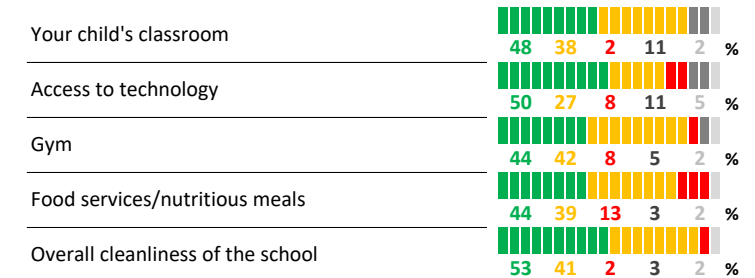 Your child's classroom
48 38 2 11 2 %
Access to technology
50 27 8 11 5 %
Gym
44 42 8 5 2 %
Food services/nutritious meals
44 39 13 3 2 %
Overall cleanliness of the school
53 41 2 3 2 %